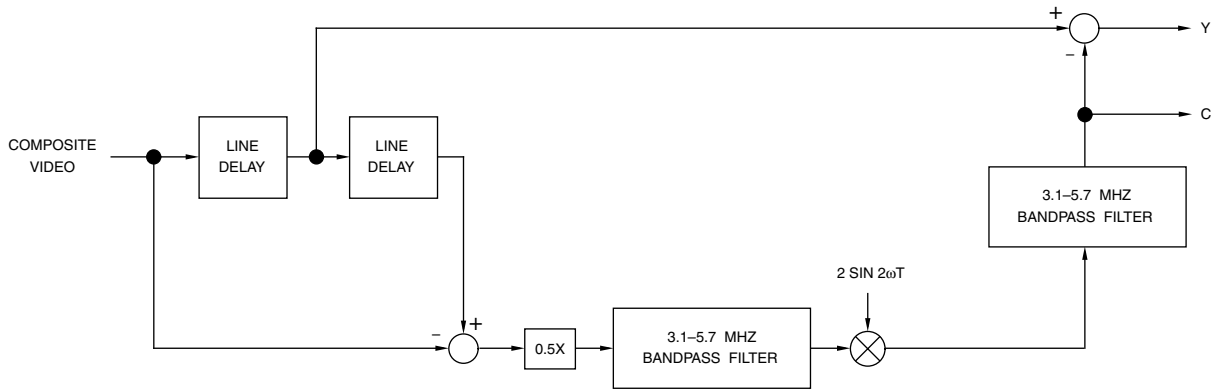 +
Y
–
C
LINE
DELAY
LINE
DELAY
COMPOSITE
VIDEO
3.1–5.7 MHZ
BANDPASS FILTER
2 SIN 2ωT
–
+
0.5X
3.1–5.7 MHZ
BANDPASS FILTER